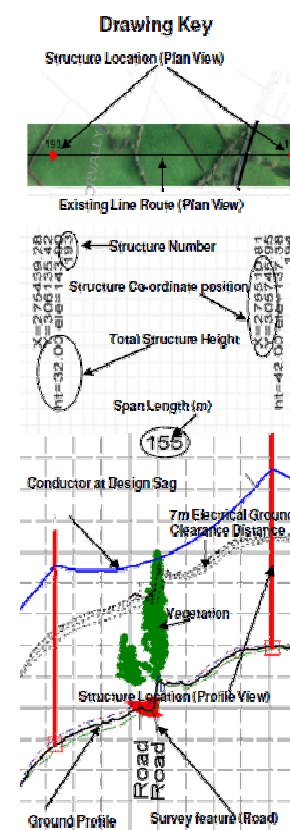 Drawing Key
Structure Location (Plan View)
193
Existing Line Route (Plan View)
193
Structure Number
Structure Co-ordinate position
Total Structure Height
ht=32.00
ht=42.00
Span Length (m)
155
Conductor at Design Sag
7m Electrical Ground
Clearance Distance
Vegetation
Structure Location (Profile View)
Road
Road
Ground Profile
Survey feature (Road)